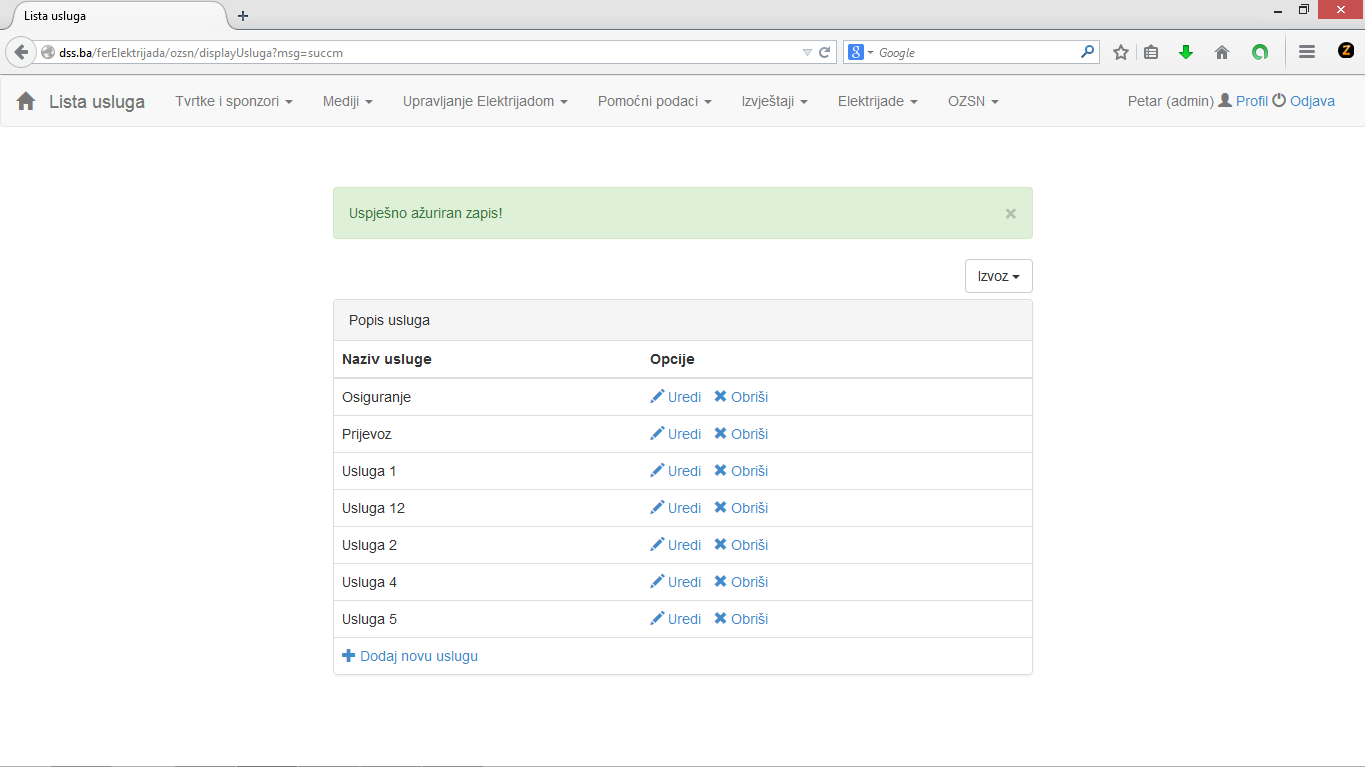 Lista usluga
dss.ba/ferElektrijada/ozsn/displayUsluga?msg=succm
Google
Lista usluga Tvrtke i sponzori Mediji Upravljanje Elektrijadom Pomoćni podaci Izvještaji Elektrijade OZSN Petar (admin) Profil Odjava
Uspješno ažuriran zapis!
Izvoz
Popis usluga
Naziv usluge Opcije
Osiguranje Uredi Obriši
Prijevoz Uredi Obriši
Usluga 1 Uredi Obriši
Usluga 12 Uredi Obriši
Usluga 2 Uredi Obriši
Usluga 4 Uredi Obriši
Usluga 5 Uredi Obriši
Dodaj novu uslugu